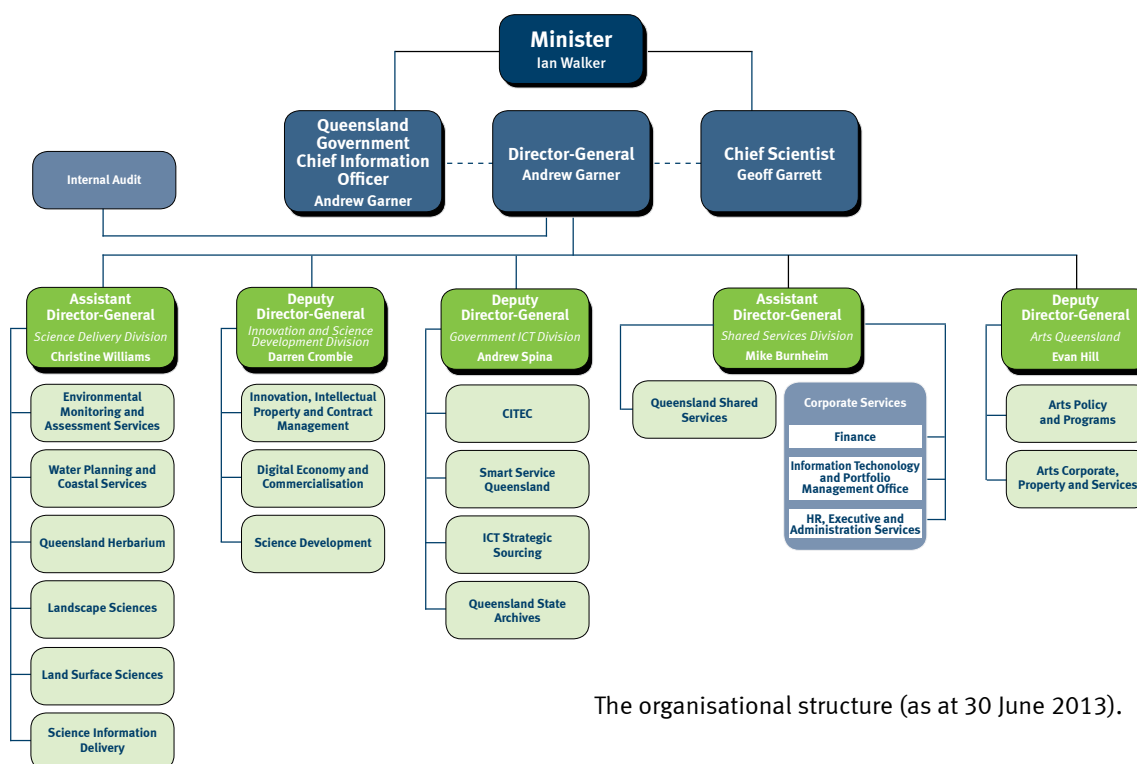 Minister
Ian Walker
Queensland
Government
Chief Information
Officer
Andrew Garner
Director-General
Andrew Garner
Chief Scientist
Geoff Garrett
Internal Audit
Assistant
Director-General
Science Delivery Division
Christine Williams
Deputy
Director-General
Innovation and Science
Development Division
Darren Crombie
Deputy
Director-General
Government ICT Division
Andrew Spina
Assistant
Director-General
Shared Services Division
Mike Burnheim
Deputy
Director-General
Arts Queensland
Evan Hill
Environmental
Monitoring and
Assessment Services
Water Planning and
Coastal Services
Queensland Herbarium
Landscape Sciences
Land Surface Sciences
Science Information
Delivery
Innovation, Intellectual
Property and Contract
Management
Digital Economy and
Commercialisation
Science Development
CITEC
Smart Service
Queensland
ICT Strategic
Sourcing
Queensland State
Archives
Queensland Shared
Services
Corporate Services
Finance
Information Techonology
and Portfolio
Management Office
HR, Executive and
Administration Services
Arts Policy
and Programs
Arts Corporate,
Property and Services
The organisational structure (as at 30 June 2013).